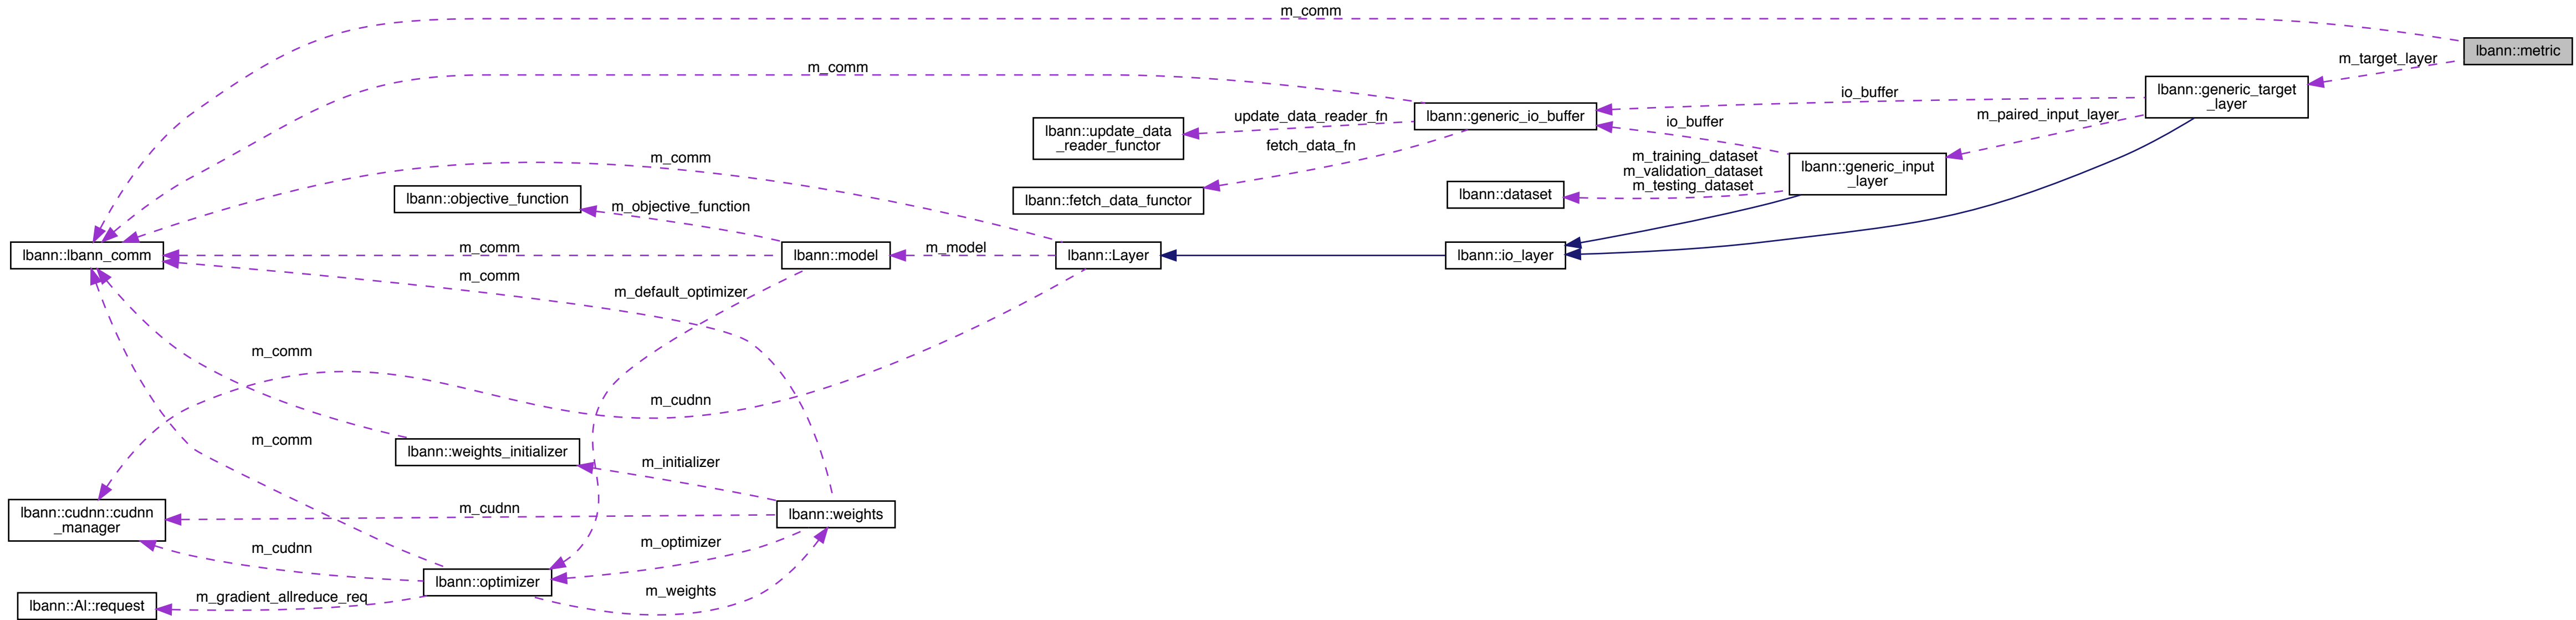 m_comm
lbann::metric
m_target_layer
m_comm
lbann::generic_target
_layer
io_buffer
lbann::generic_io_buffer
update_data_reader_fn
m_paired_input_layer
io_buffer
lbann::update_data
_reader_functor
fetch_data_fn
m_comm
m_training_dataset
m_validation_dataset
m_testing_dataset
lbann::generic_input
_layer
lbann::objective_function
m_objective_function
lbann::fetch_data_functor
lbann::dataset
lbann::lbann_comm
m_comm
lbann::model
m_model
lbann::Layer
lbann::io_layer
m_comm
m_default_optimizer
m_comm
m_cudnn
m_comm
lbann::weights_initializer
m_initializer
lbann::cudnn::cudnn
_manager
m_cudnn
lbann::weights
m_cudnn
m_optimizer
lbann::optimizer
m_weights
lbann::Al::request
m_gradient_allreduce_req